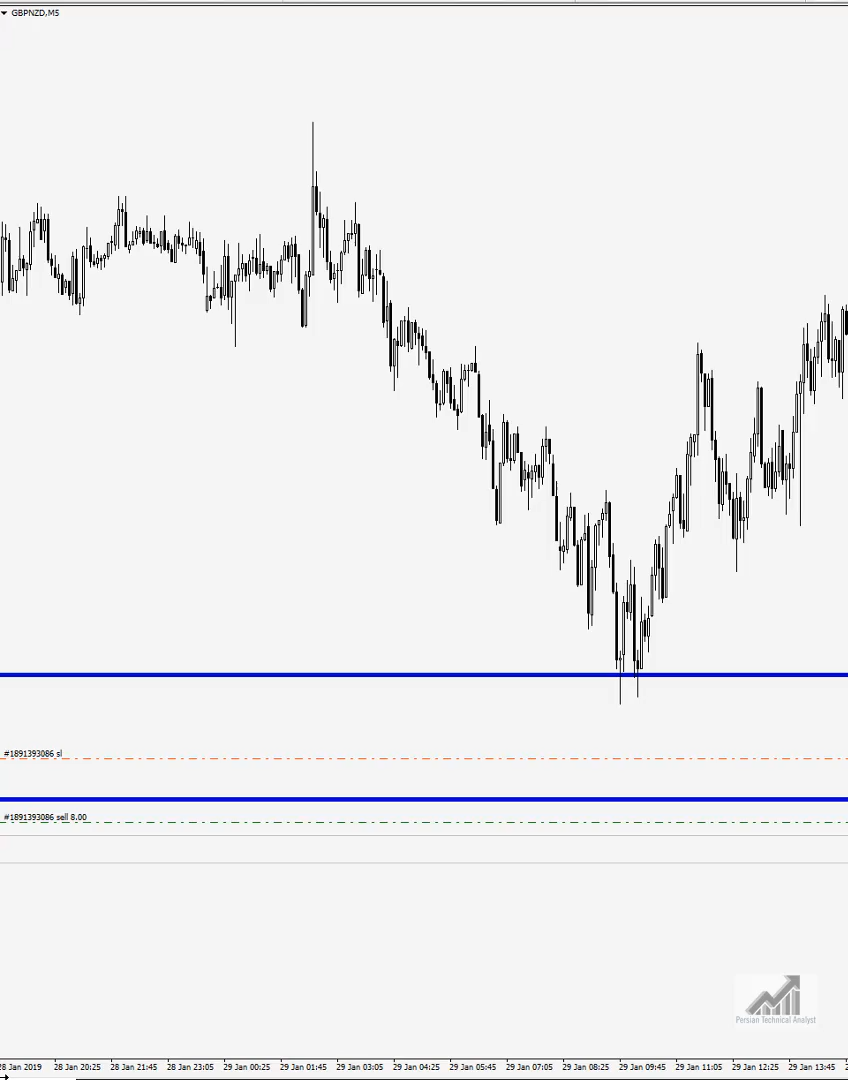 GBPNZD,M5
#1891393086 sl
#1891393086 sell 8.00
Persian Technical Analyst
28 Jan 2019 28 Jan 20:25 28 Jan 21:45 28 Jan 23:05 29 Jan 00:25 29 Jan 01:45 29 Jan 03:05 29 Jan 04:25 29 Jan 05:45 29 Jan 07:05 29 Jan 08:25 29 Jan 09:45 29 Jan 11:05 29 Jan 12:25 29 Jan 13:45